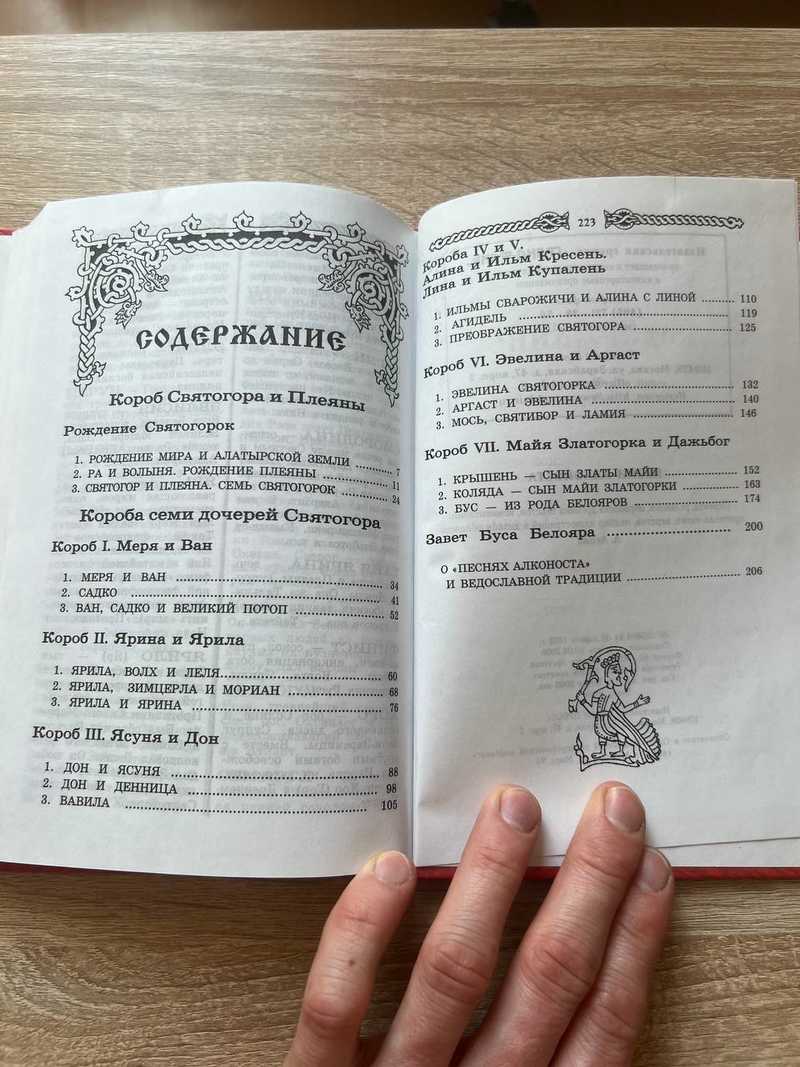 СОДЕРЖАНИЕ
Короб Святогора и Плеяны
Рождение Святогорок
1. РОЖДЕНИЕ МИРА И АЛАТЫРСКОЙ ЗЕМЛИ .......... 7
2. РА И ВОЛЫНЯ. РОЖДЕНИЕ ПЛЕЯНЫ .......... 11
3. СВЯТОГОР И ПЛЕЯНА. СЕМЬ СВЯТОГОРОК .......... 24
Короба семи дочерей Святогора
Короб I. Меря и Ван
1. МЕРЯ И ВАН .......... 34
2. САДКО .......... 41
3. ВАН, САДКО И ВЕЛИКИЙ ПОТОП .......... 52
Короб II. Ярина и Ярила
1. ЯРИЛА, ВОЛХ И ЛЕЛЯ .......... 60
2. ЯРИЛА, ЗИМЦЕРЛА И МОРИАН .......... 68
3. ЯРИЛА И ЯРИНА .......... 76
Короб III. Ясуня и Дон
1. ДОН И ЯСУНЯ .......... 88
2. ДОН И ДЕННИЦА .......... 98
3. ВАВИЛА .......... 105
223
Короба IV и V.
Алина и Ильм Кресень.
Лина и Ильм Купалень
1. ИЛЬМЫ СВАРОЖИЧИ И АЛИНА С ЛИНОЙ .......... 110
2. АГИДЕЛЬ .......... 119
3. ПРЕОБРАЖЕНИЕ СВЯТОГОРА .......... 125
Короб VI. Эвелина и Аргаст
1. ЭВЕЛИНА СВЯТОГОРКА .......... 132
2. АРГАСТ И ЭВЕЛИНА .......... 140
3. МОСЬ, СВЯТИБОР И ЛАМИЯ .......... 146
Короб VII. Майя Златогорка и Дажьбог
1. КРЫШЕНЬ — СЫН ЗЛАТЫ МАЙИ .......... 152
2. КОЛЯДА — СЫН МАЙИ ЗЛАТОГОРКИ .......... 163
3. БУС — ИЗ РОДА БЕЛОЯРОВ .......... 174
Завет Буса Белояра .......... 200
О «ПЕСНЯХ АЛКОНОСТА»
И ВЕДОСЛАВНОЙ ТРАДИЦИИ .......... 206